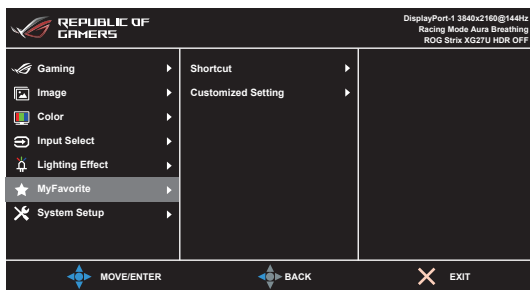 REPUBLIC OF
GAMERS
DisplayPort-1 3840x2160@144Hz
Racing Mode Aura Breathing
ROG Strix XG27U HDR OFF
Gaming
Image
Color
Input Select
Lighting Effect
MyFavorite
System Setup
Shortcut
Customized Setting
MOVE/ENTER
BACK
EXIT